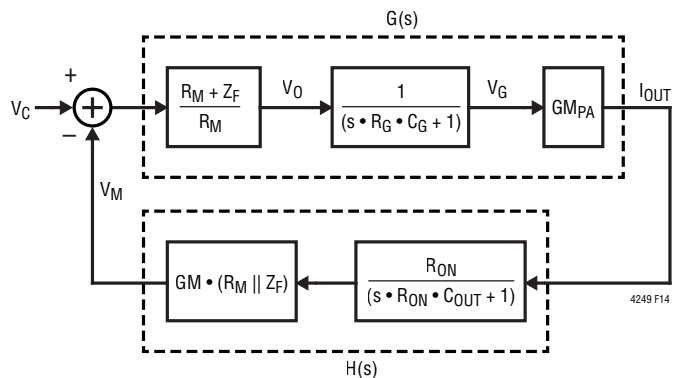 G(s)
+
V_C
+
−
R_M + Z_F
R_M
V_O
1
(s • R_G • C_G + 1)
V_G
GM_PA
I_OUT
V_M
GM • (R_M || Z_F)
R_ON
(s • R_ON • C_OUT + 1)
4249 F14
H(s)